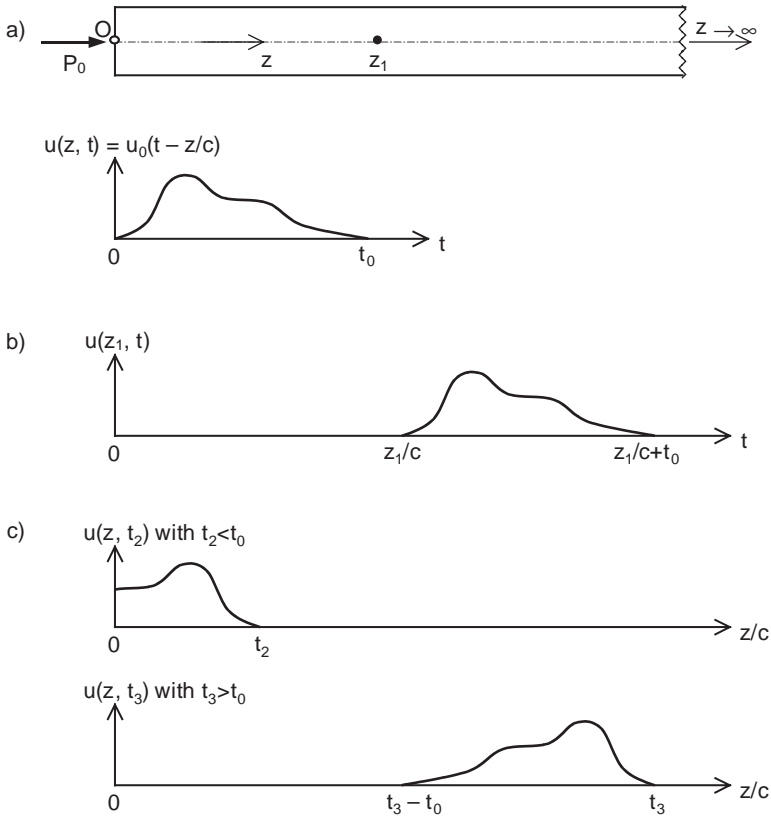 a)
O
P₀
z
z₁
z → ∞
u(z, t) = u₀(t – z/c)
0
t₀
t
b)
u(z₁, t)
0
z₁/c
z₁/c+t₀
t
c)
u(z, t₂) with t₂<t₀
0
t₂
z/c
u(z, t₃) with t₃>t₀
0
t₃ – t₀
t₃
z/c